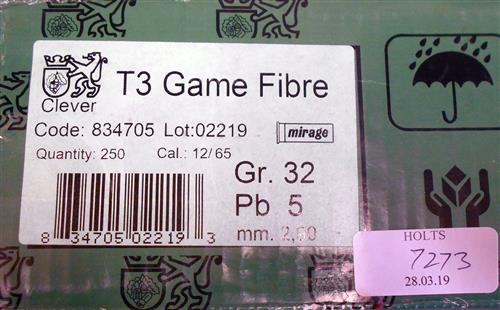 T3 Game Fibre
Clever
Code: 834705 Lot:02219
mirage
Quantity: 250 Cal.: 12/65
Gr. 32
Pb 5
mm. 2,90
8 34705 02219 3
HOLTS
7273
28.03.19